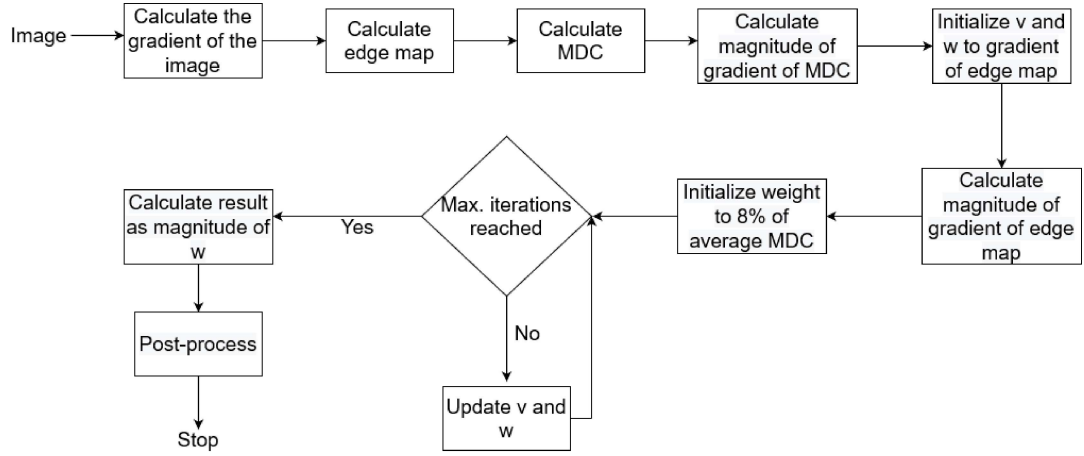 Image
Calculate the
gradient of the
image
Calculate
edge map
Calculate
MDC
Calculate
magnitude of
gradient of MDC
Initialize v and
w to gradient
of edge map
Calculate
magnitude of
gradient of edge
map
Initialize weight
to 8% of
average MDC
Max. iterations
reached
Yes
Calculate result
as magnitude of
w
Post-process
Stop
No
Update v and
w